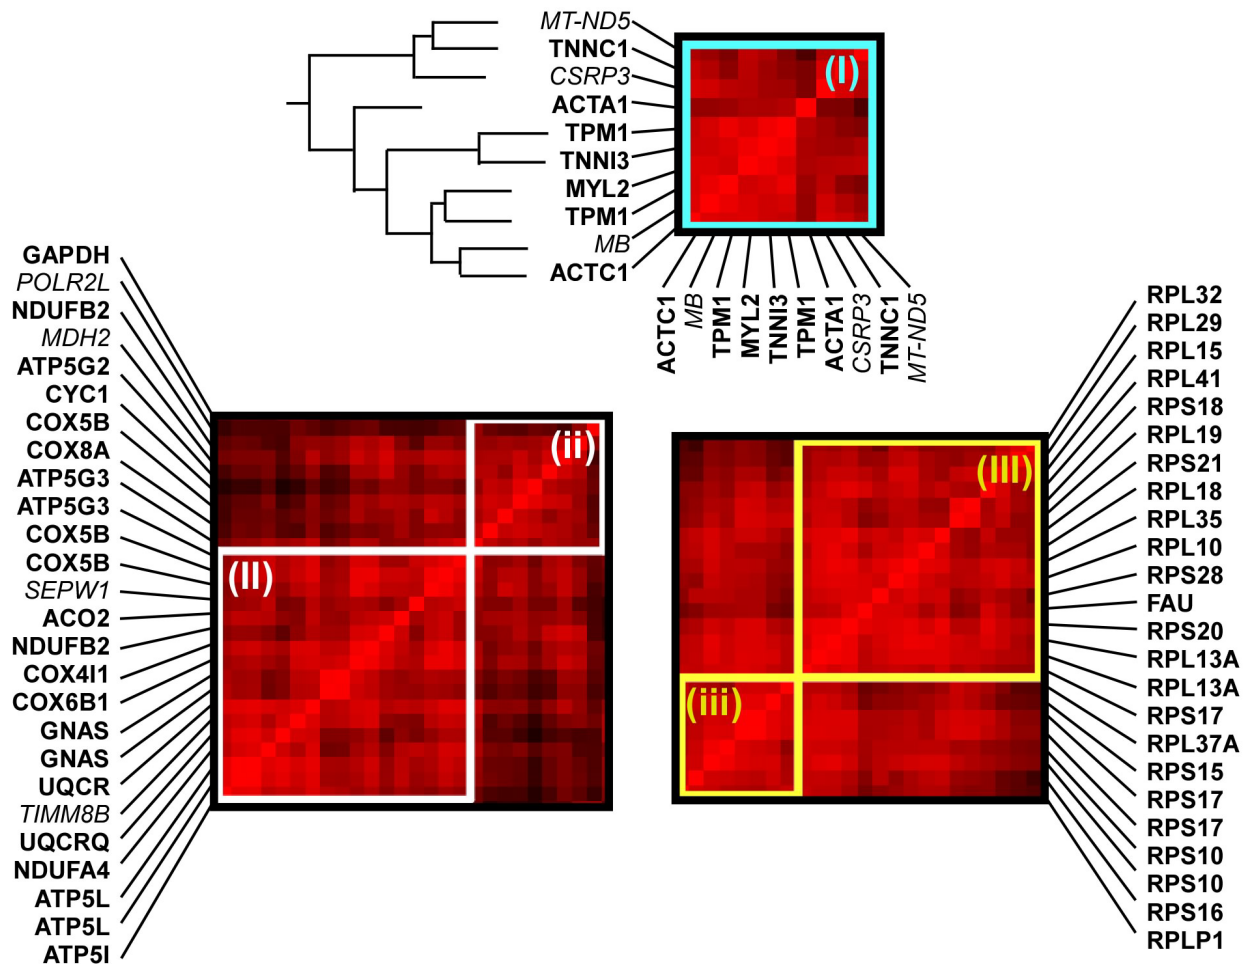 MT-ND5
TNNC1
CSRP3
ACTA1
TPM1
TNNI3
MYL2
TPM1
MB
ACTC1
(I)
ACTC1
MB
TPM1
MYL2
TNNI3
TPM1
ACTA1
CSRP3
TNNC1
MT-ND5
GAPDH
POLR2L
NDUFB2
MDH2
ATP5G2
CYC1
COX5B
COX8A
ATP5G3
ATP5G3
COX5B
COX5B
SEPW1
ACO2
NDUFB2
COX4I1
COX6B1
GNAS
GNAS
UQCR
TIMM8B
UQCRQ
NDUFA4
ATP5L
ATP5L
ATP5I
(ii)
(II)
(III)
(iii)
RPL32
RPL29
RPL15
RPL41
RPS18
RPL19
RPS21
RPL18
RPL35
RPL10
RPS28
FAU
RPS20
RPL13A
RPL13A
RPS17
RPL37A
RPS15
RPS17
RPS17
RPS10
RPS10
RPS16
RPLP1